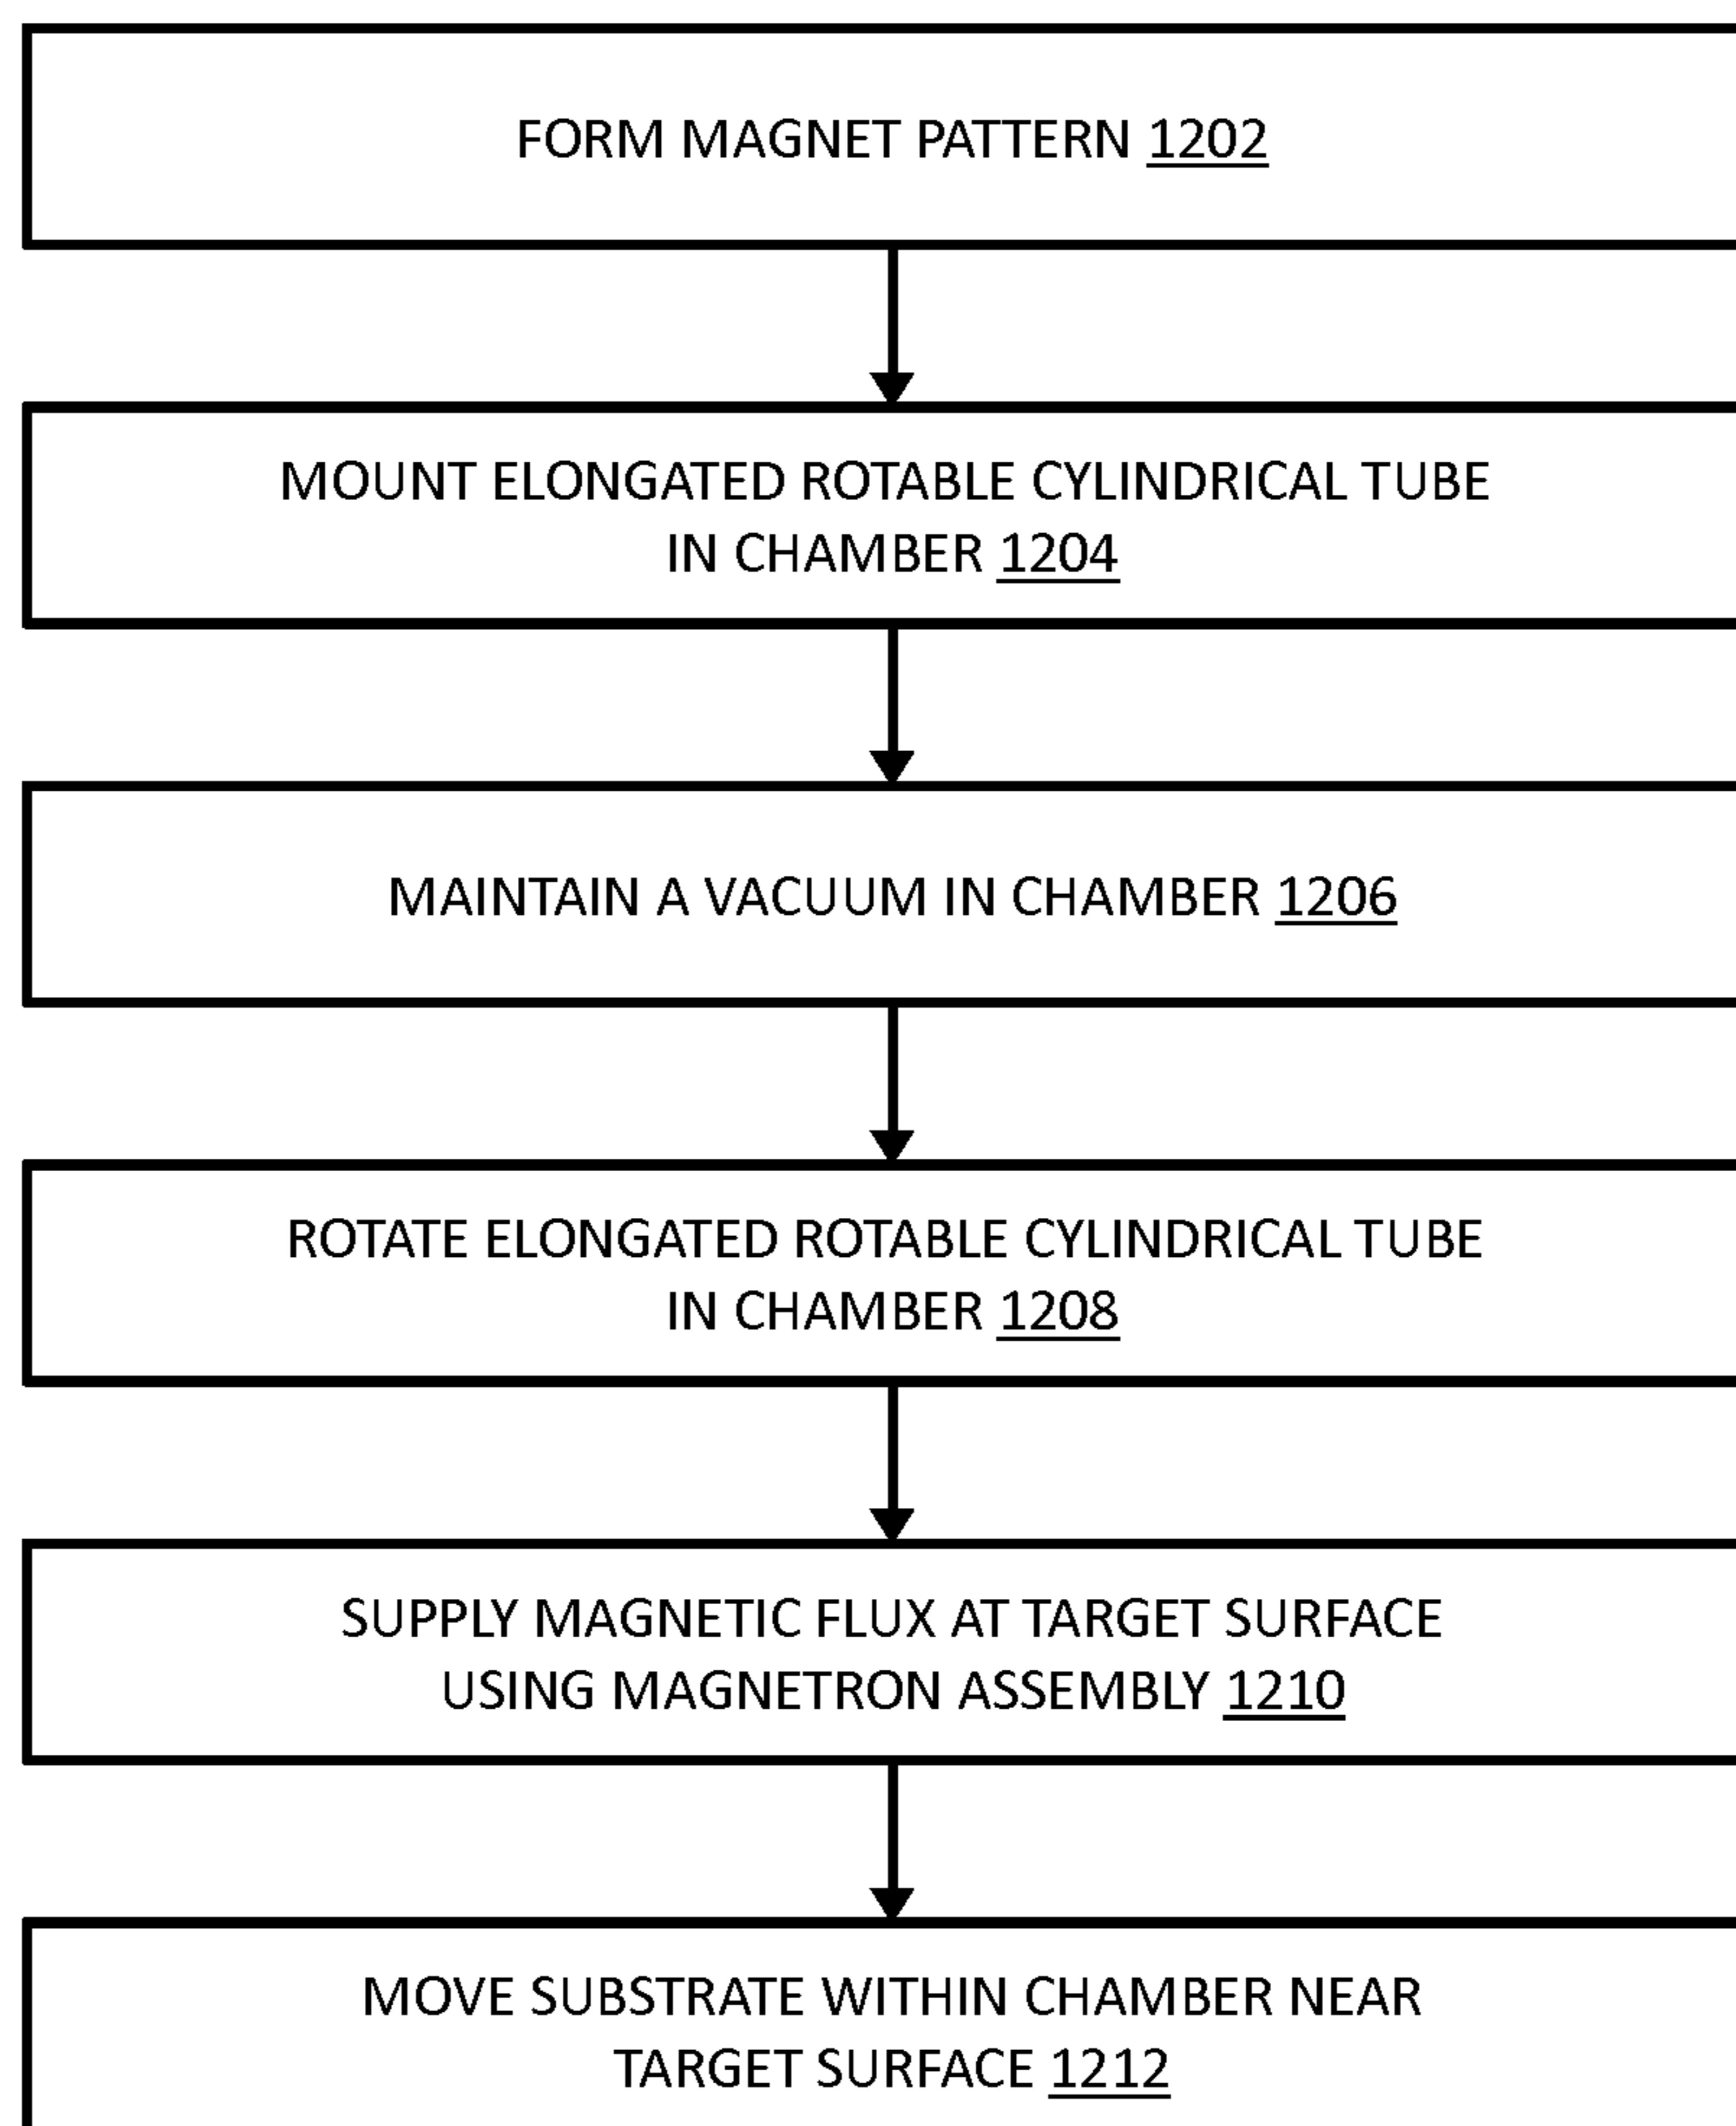 FORM MAGNET PATTERN 1202
MOUNT ELONGATED ROTABLE CYLINDRICAL TUBE
IN CHAMBER 1204
MAINTAIN A VACUUM IN CHAMBER 1206
ROTATE ELONGATED ROTABLE CYLINDRICAL TUBE
IN CHAMBER 1208
SUPPLY MAGNETIC FLUX AT TARGET SURFACE
USING MAGNETRON ASSEMBLY 1210
MOVE SUBSTRATE WITHIN CHAMBER NEAR
TARGET SURFACE 1212